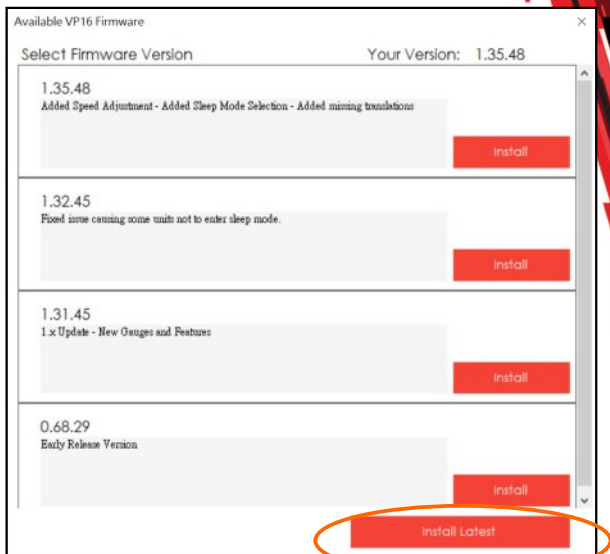 Available VP16 Firmware
Select Firmware Version Your Version: 1.35.48
1.35.48
Added Speed Adjustment - Added Sleep Mode Selection - Added missing translations
Install
1.32.45
Fixed issue causing some units not to enter sleep mode.
Install
1.31.45
1.x Update - New Gauges and Features
Install
0.68.29
Early Release Version
Install
Install Latest